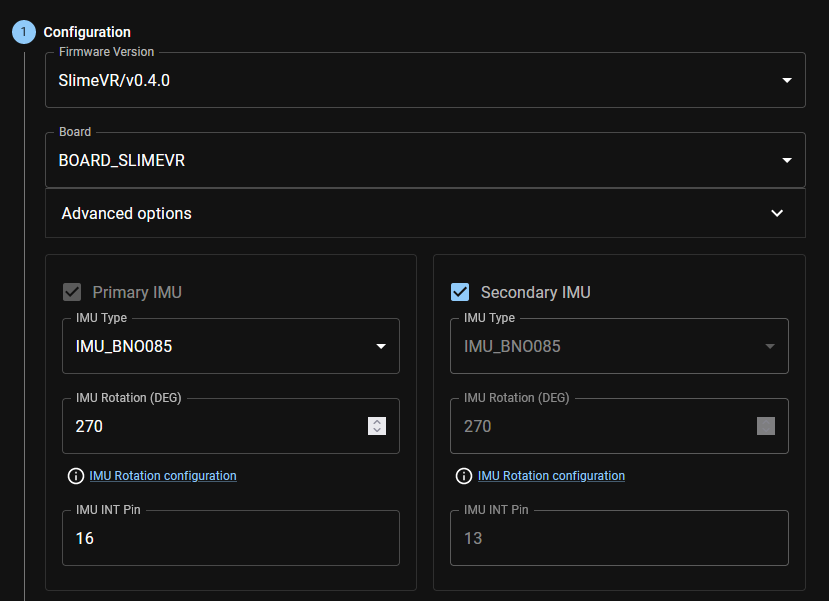 1 Configuration
Firmware Version
SlimeVR/v0.4.0
Board
BOARD_SLIMEVR
Advanced options
Primary IMU
IMU Type
IMU_BNO085
IMU Rotation (DEG)
270
IMU Rotation configuration
IMU INT Pin
16
Secondary IMU
IMU Type
IMU_BNO085
IMU Rotation (DEG)
270
IMU Rotation configuration
IMU INT Pin
13